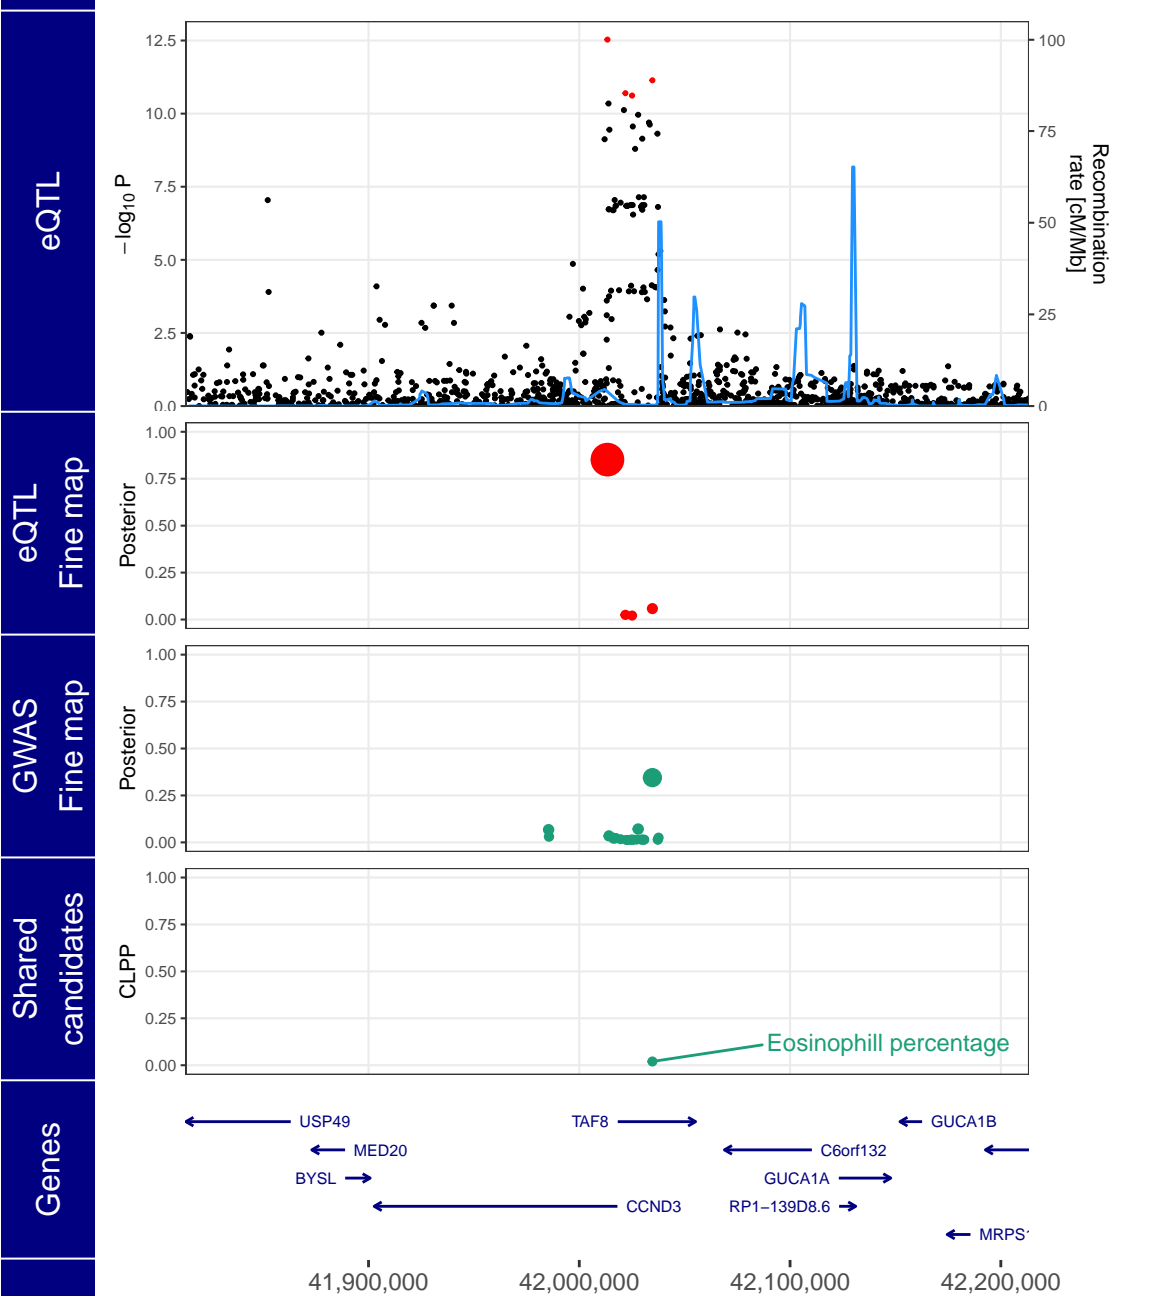 eQTL
−log10 P
12.5
10.0
7.5
5.0
2.5
0.0
100
75
50
25
0
Recombination
rate [cM/Mb]
eQTL
Fine map
Posterior
1.00
0.75
0.50
0.25
0.00
GWAS
Fine map
Posterior
1.00
0.75
0.50
0.25
0.00
Shared
candidates
CLPP
1.00
0.75
0.50
0.25
0.00
Eosinophill percentage
Genes
USP49
TAF8
GUCA1B
MED20
C6orf132
BYSL
GUCA1A
CCND3
RP1−139D8.6
MRPS1
41,900,000
42,000,000
42,100,000
42,200,000